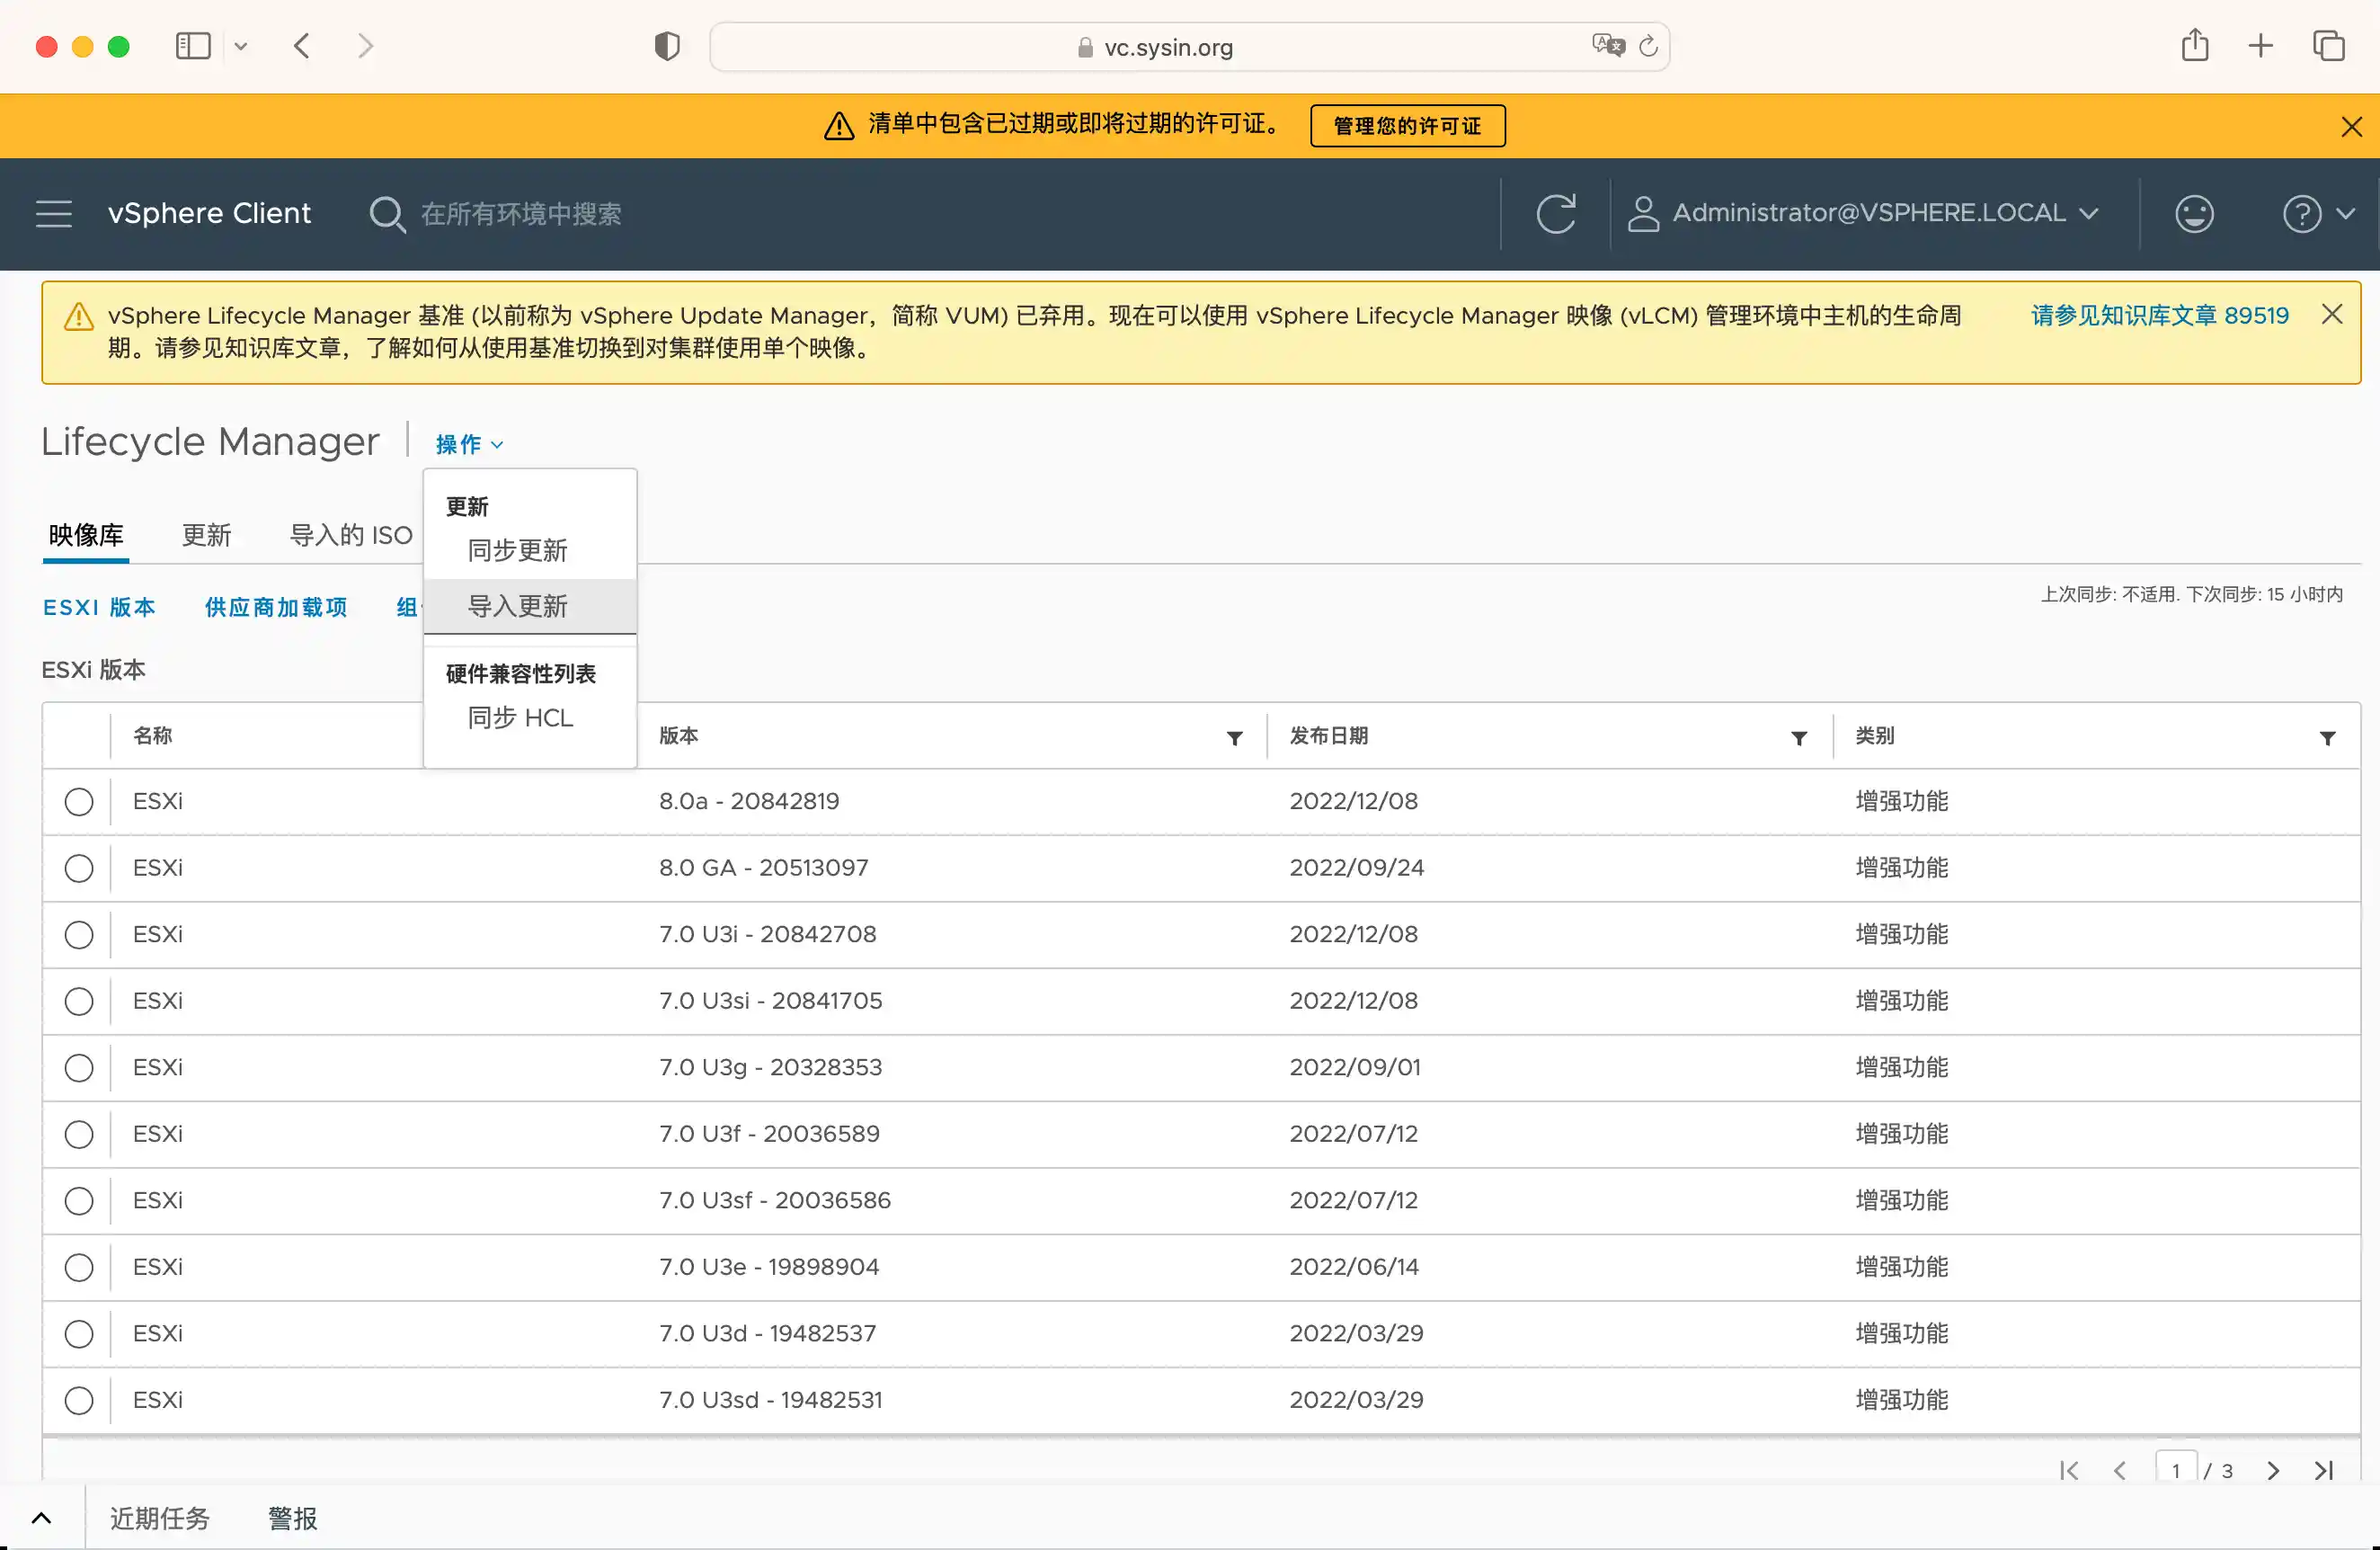 vc.sysin.org
清单中包含已过期或即将过期的许可证。 管理您的许可证
vSphere Client 在所有环境中搜索 Administrator@VSPHERE.LOCAL
vSphere Lifecycle Manager 基准 (以前称为 vSphere Update Manager，简称 VUM) 已弃用。现在可以使用 vSphere Lifecycle Manager 映像 (vLCM) 管理环境中主机的生命周 请参见知识库文章 89519
期。请参见知识库文章，了解如何从使用基准切换到对集群使用单个映像。
Lifecycle Manager 操作
更新
同步更新
导入更新
硬件兼容性列表
同步 HCL
映像库 更新 导入的 ISO
ESXI 版本 供应商加载项 组
上次同步: 不适用. 下次同步: 15 小时内
ESXi 版本
名称 版本 发布日期 类别
ESXi 8.0a - 20842819 2022/12/08 增强功能
ESXi 8.0 GA - 20513097 2022/09/24 增强功能
ESXi 7.0 U3i - 20842708 2022/12/08 增强功能
ESXi 7.0 U3si - 20841705 2022/12/08 增强功能
ESXi 7.0 U3g - 20328353 2022/09/01 增强功能
ESXi 7.0 U3f - 20036589 2022/07/12 增强功能
ESXi 7.0 U3sf - 20036586 2022/07/12 增强功能
ESXi 7.0 U3e - 19898904 2022/06/14 增强功能
ESXi 7.0 U3d - 19482537 2022/03/29 增强功能
ESXi 7.0 U3sd - 19482531 2022/03/29 增强功能
1 / 3
近期任务 警报